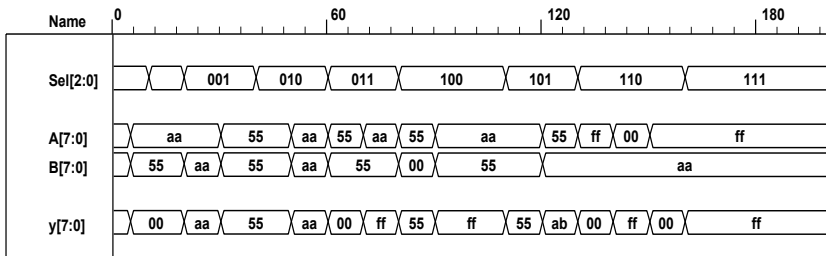 Name 0 60 120 180
Sel[2:0] 001 010 011 100 101 110 111
A[7:0] aa 55 aa 55 aa 55 aa 55 ff 00 ff
B[7:0] 55 aa 55 aa 55 00 55 aa
y[7:0] 00 aa 55 aa 00 ff 55 ff 55 ab 00 ff 00 ff